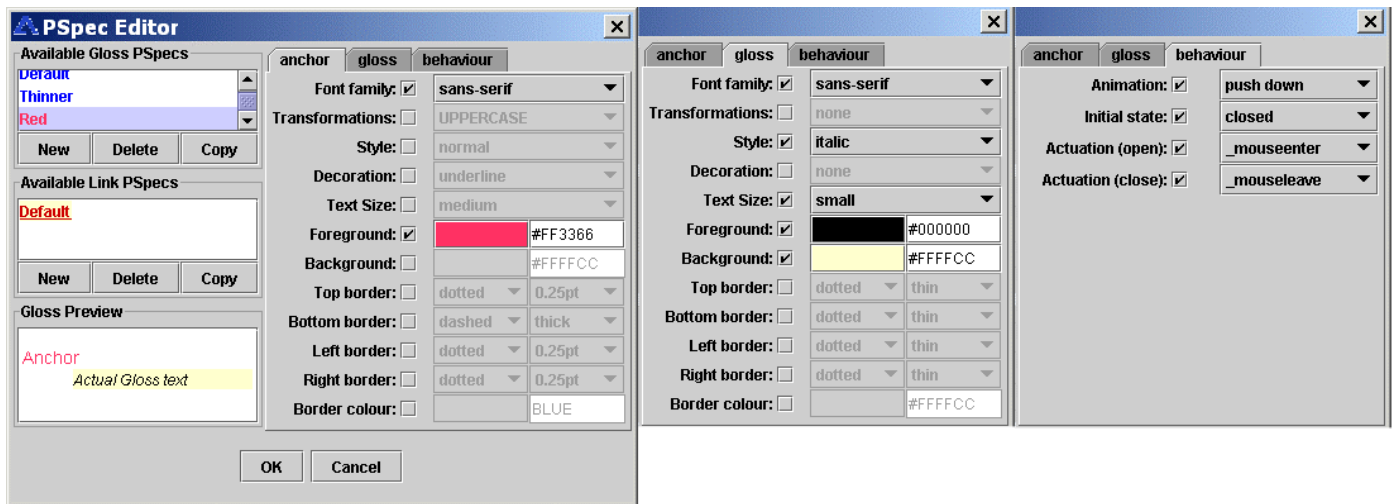 PSpec Editor
Available Gloss PSpecs
Default
Thinner
Red
New Delete Copy
Available Link PSpecs
Default
New Delete Copy
Gloss Preview
Anchor
Actual Gloss text
anchor gloss behaviour
Font family: sans-serif
Transformations: UPPERCASE
Style: normal
Decoration: underline
Text Size: medium
Foreground: #FF3366
Background: #FFFFCC
Top border: dotted 0.25pt
Bottom border: dashed thick
Left border: dotted 0.25pt
Right border: dotted 0.25pt
Border colour: BLUE
OK Cancel
anchor gloss behaviour
Font family: sans-serif
Transformations: none
Style: italic
Decoration: none
Text Size: small
Foreground: #000000
Background: #FFFFCC
Top border: dotted thin
Bottom border: dotted thin
Left border: dotted thin
Right border: dotted thin
Border colour: #FFFFCC
anchor gloss behaviour
Animation: push down
Initial state: closed
Actuation (open): _mouseenter
Actuation (close): _mouseleave